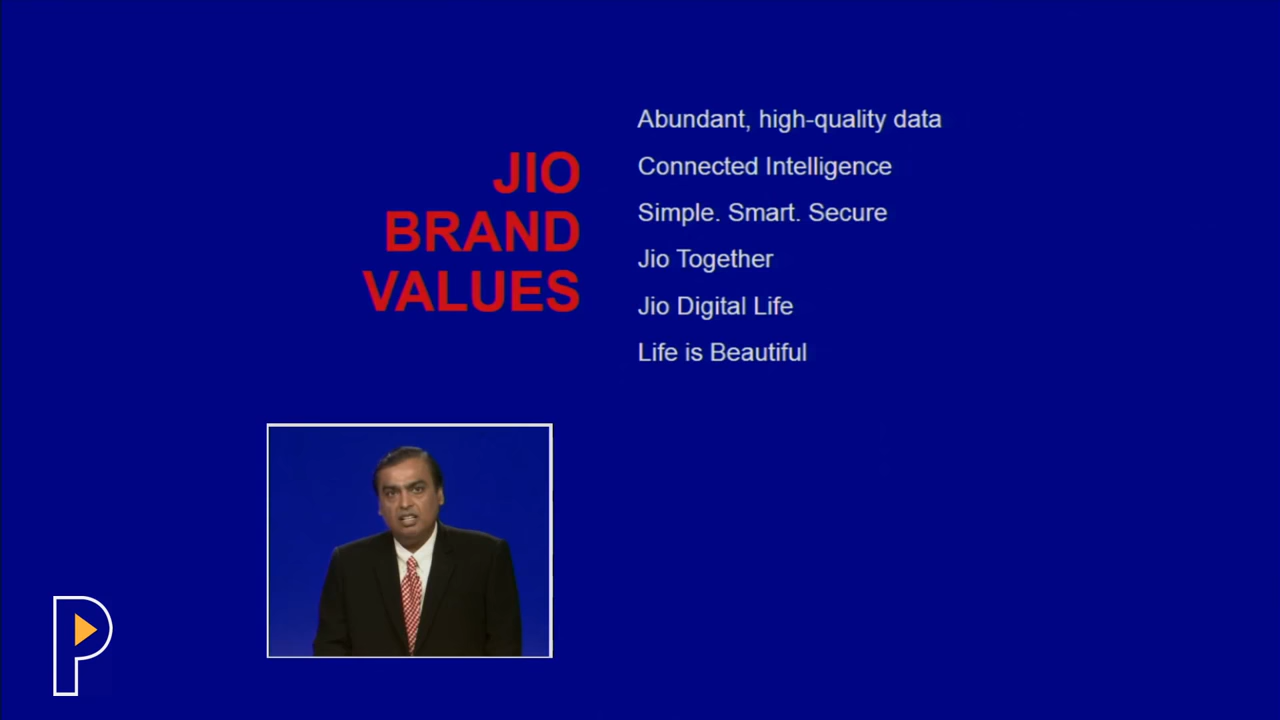 JIO
BRAND
VALUES
Abundant, high-quality data
Connected Intelligence
Simple. Smart. Secure
Jio Together
Jio Digital Life
Life is Beautiful
P